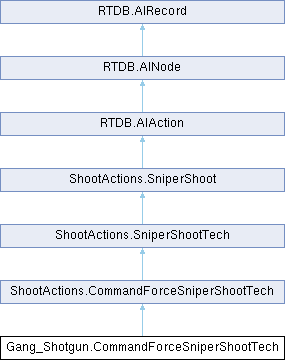 RTDB.AIRecord
RTDB.AINode
RTDB.AIAction
ShootActions.SniperShoot
ShootActions.SniperShootTech
ShootActions.CommandForceSniperShootTech
Gang_Shotgun.CommandForceSniperShootTech